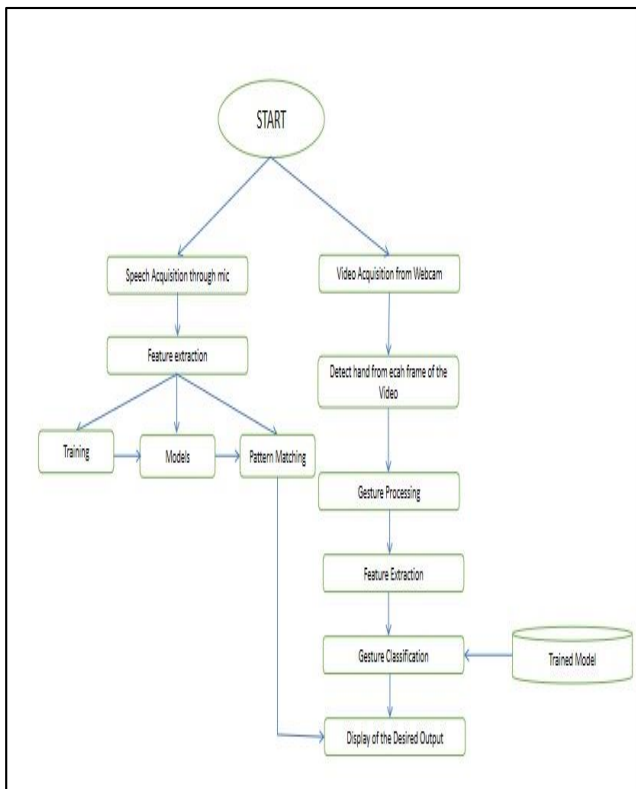 START
Speech Acquisition through mic
Video Acquisition from Webcam
Feature extraction
Detect hand from ecah frame of the
Video
Training
Models
Pattern Matching
Gesture Processing
Feature Extraction
Gesture Classification
Trained Model
Display of the Desired Output